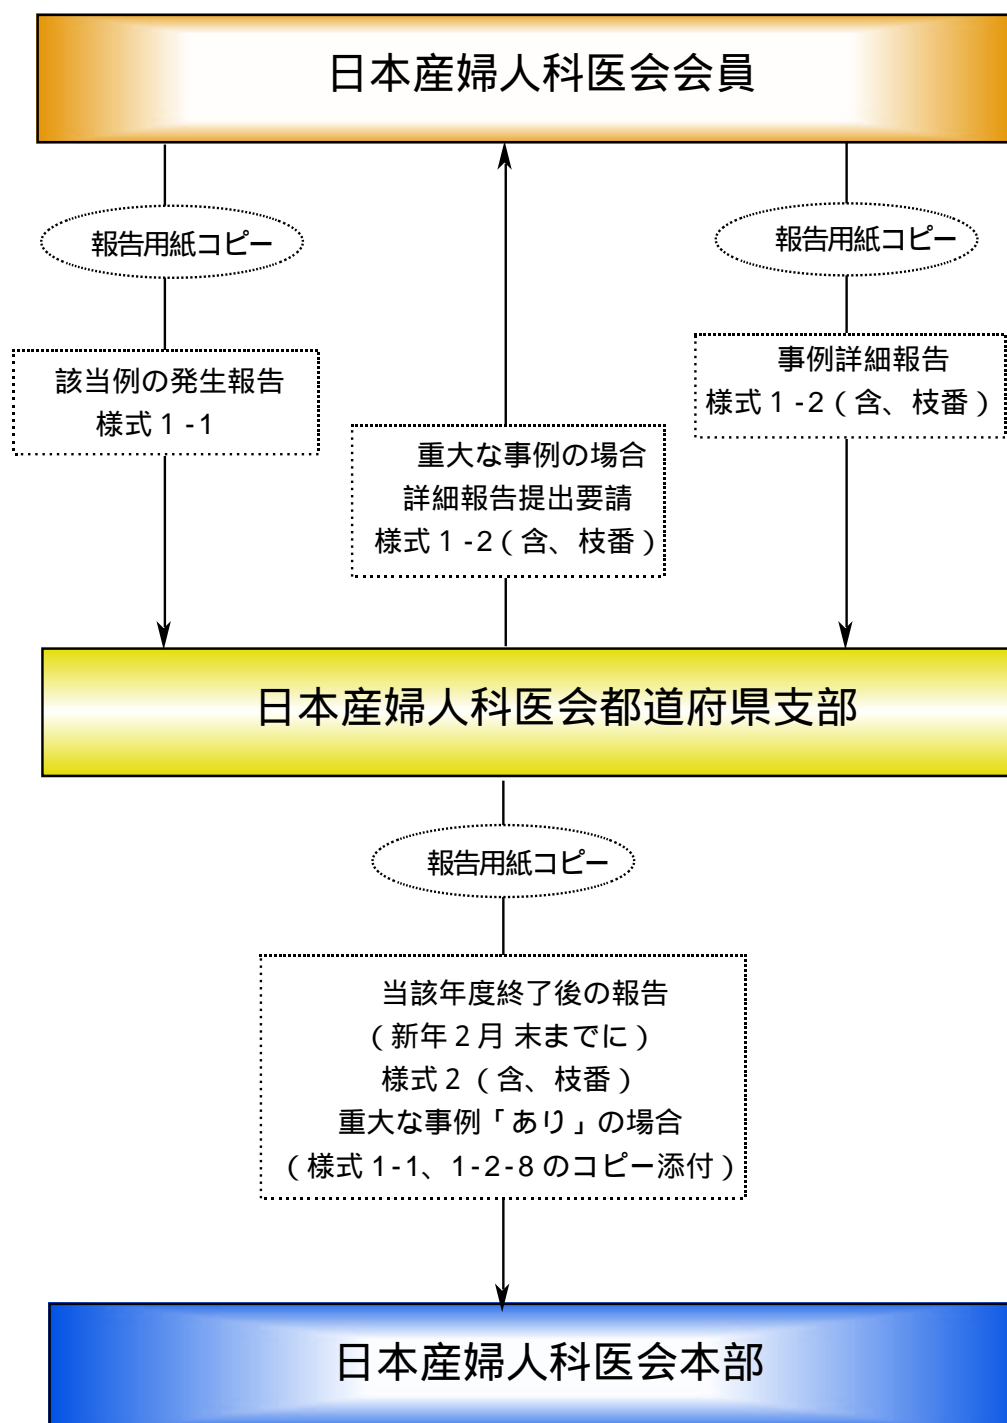 日本産婦人科医会会員
報告用紙コピー
報告用紙コピー
該当例の発生報告
様式1-1
事例詳細報告
様式1-2(含、枝番)
重大な事例の場合
詳細報告提出要請
様式1-2(含、枝番)
日本産婦人科医会都道府県支部
報告用紙コピー
当該年度終了後の報告
(新年2月末までに)
様式2(含、枝番)
重大な事例「あり」の場合
(様式1-1、1-2-8のコピー添付)
日本産婦人科医会本部